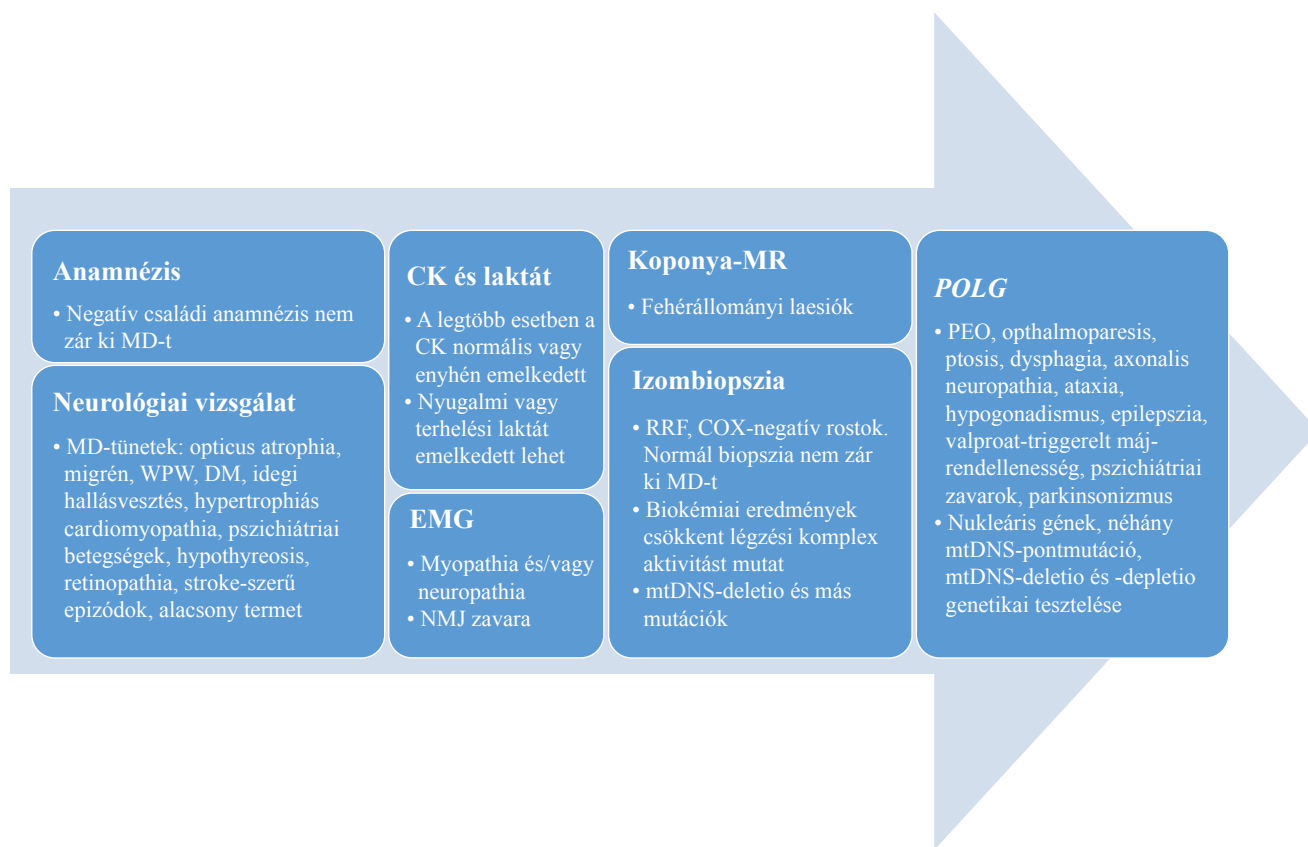 Anamnézis
• Negatív családi anamnézis nem
zár ki MD-t
Neurológiai vizsgálat
• MD-tünetek: opticus atrophia,
migrén, WPW, DM, idegi
hallásvesztés, hypertrophiás
cardiomyopathia, pszichiátriai
betegségek, hypothyreosis,
retinopathia, stroke-szerű
epizódok, alacsony termet
CK és laktát
• A legtöbb esetben a
CK normális vagy
enyhén emelkedett
• Nyugalmi vagy
terhelési laktát
emelkedett lehet
EMG
• Myopathia és/vagy
neuropathia
• NMJ zavara
Koponya-MR
• Fehérállományi laesiók
Izombiopszia
• RRF, COX-negatív rostok.
Normál biopszia nem zár
ki MD-t
• Biokémiai eredmények
csökkent légzési komplex
aktivitást mutat
• mtDNS-deletio és más
mutációk
POLG
• PEO, opthalmoparesis,
ptosis, dysphagia, axonalis
neuropathia, ataxia,
hypogonadismus, epilepszia,
valproat-triggerelt máj-
rendellenesség, pszichiátriai
zavarok, parkinsonizmus
• Nukleáris gének, néhány
mtDNS-pontmutáció,
mtDNS-deletio és -depletio
genetikai tesztelése